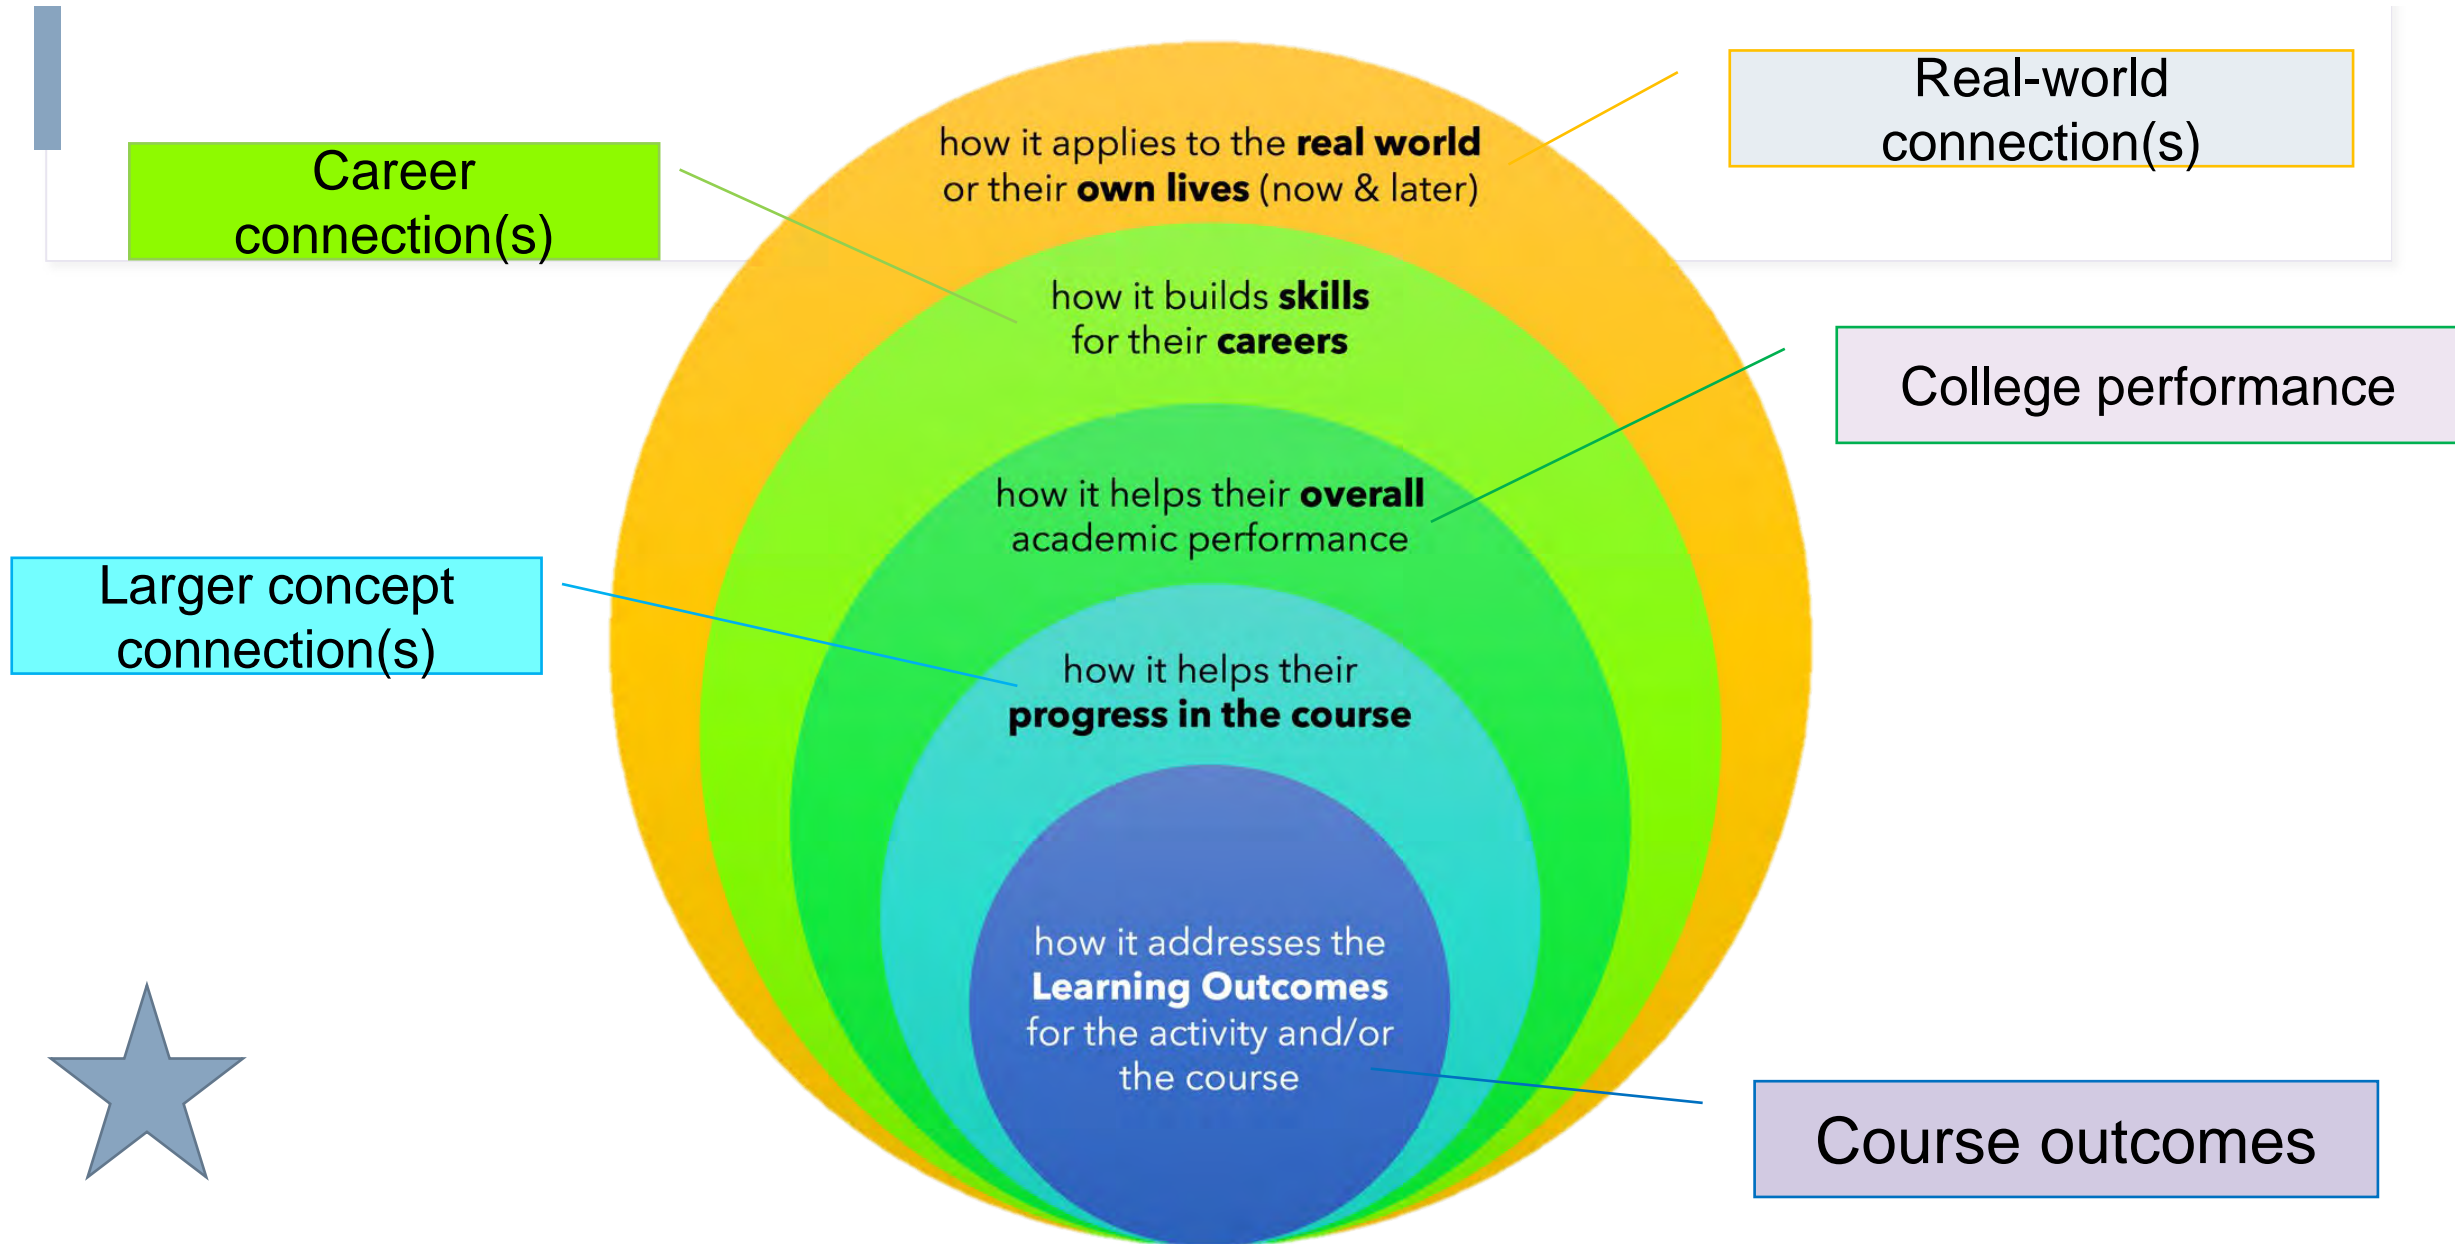 Real-world
connection(s)
Career
connection(s)
how it applies to the real world
or their own lives (now & later)
how it builds skills
for their careers
College performance
how it helps their overall
academic performance
Larger concept
connection(s)
how it helps their
progress in the course
how it addresses the
Learning Outcomes
for the activity and/or
the course
Course outcomes